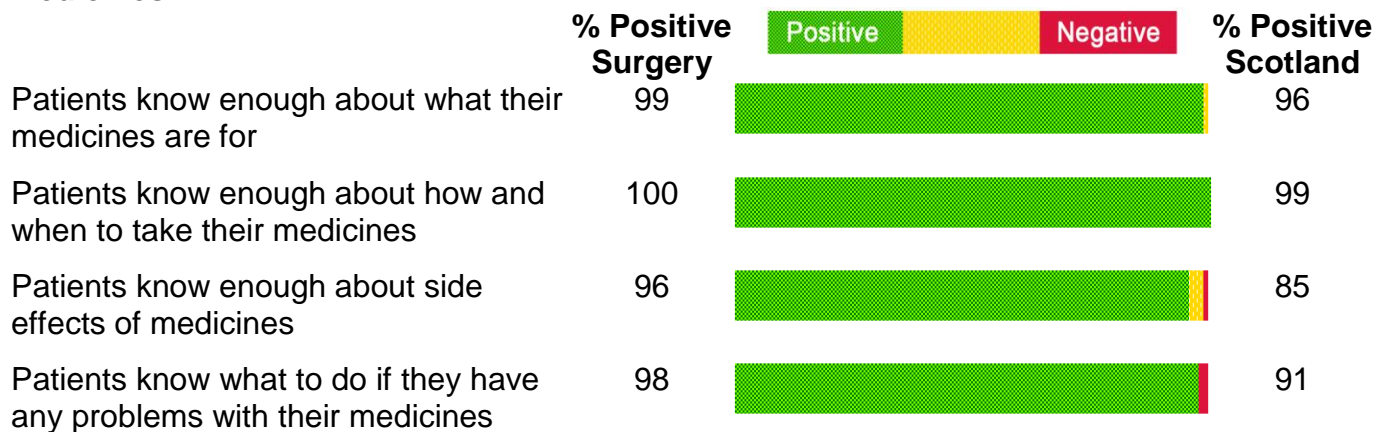 % Positive Surgery
Positive
Negative
% Positive Scotland
Patients know enough about what their
medicines are for
99
96
Patients know enough about how and
when to take their medicines
100
99
Patients know enough about side
effects of medicines
96
85
Patients know what to do if they have
any problems with their medicines
98
91